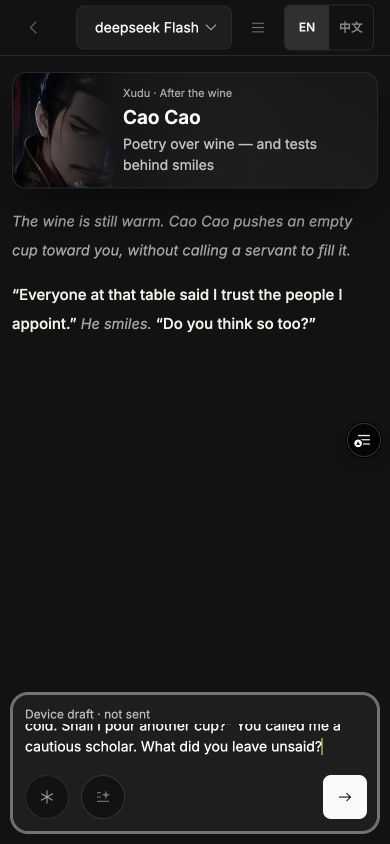 deepseek Flash
EN
中文
Xudu · After the wine
Cao Cao
Poetry over wine — and tests
behind smiles
The wine is still warm. Cao Cao pushes an empty
cup toward you, without calling a servant to fill it.
“Everyone at that table said I trust the people I
appoint.” He smiles. “Do you think so too?”
Device draft · not sent
cold. Shall I pour another cup?” You called me a
cautious scholar. What did you leave unsaid?